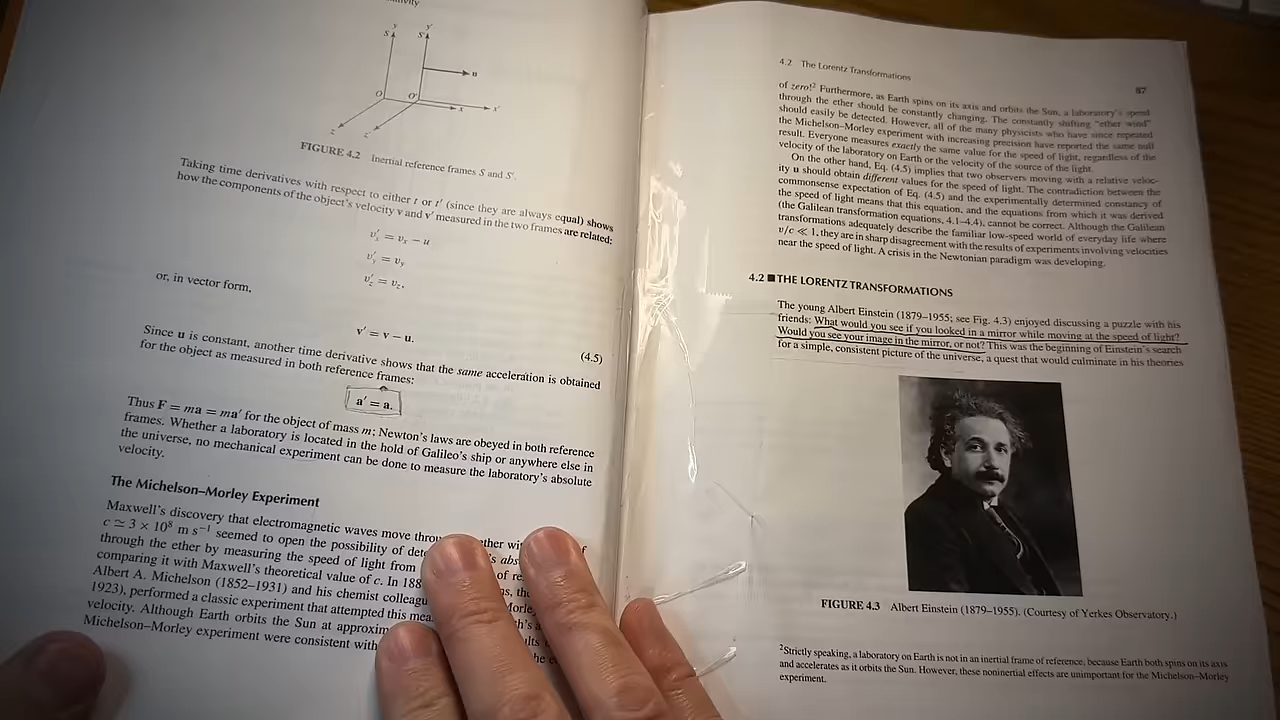 y y'
S S'
u
O O'
x x'
z z'
FIGURE 4.2 Inertial reference frames S and S'.
Taking time derivatives with respect to either t or t' (since they are always equal) shows
how the components of the object's velocity v and v' measured in the two frames are related:
v'ₓ = vₓ − u
v'ᵧ = vᵧ
v'_z = v_z,
or, in vector form,
v' = v − u. (4.5)
Since u is constant, another time derivative shows that the same acceleration is obtained
for the object as measured in both reference frames:
a' = a.
Thus F = ma = ma' for the object of mass m; Newton's laws are obeyed in both reference
frames. Whether a laboratory is located in the hold of Galileo's ship or anywhere else in
the universe, no mechanical experiment can be done to measure the laboratory's absolute
velocity.
The Michelson–Morley Experiment
Maxwell's discovery that electromagnetic waves move
c ≃ 3 × 10⁸ m s⁻¹ seemed to open the possibility of
through the ether by measuring the speed of light from of
comparing it with Maxwell's theoretical value of c. In
Albert A. Michelson (1852–1931) and his chemist
1923), performed a classic experiment that attempted this
velocity. Although Earth orbits the Sun at
Michelson–Morley experiment were consistent with
4.2 The Lorentz Transformations 87
of zero!² Furthermore, as Earth spins on its axis and orbits the Sun, a laboratory's speed
through the ether should be constantly changing. The constantly shifting "ether wind"
should easily be detected. However, all of the many physicists who have since repeated
the Michelson–Morley experiment with increasing precision have reported the same null
result. Everyone measures exactly the same value for the speed of light, regardless of the
velocity of the laboratory on Earth or the velocity of the source of the light.
On the other hand, Eq. (4.5) implies that two observers moving with a relative veloc-
ity u should obtain different values for the speed of light. The contradiction between the
commonsense expectation of Eq. (4.5) and the experimentally determined constancy of
the speed of light means that this equation, and the equations from which it was derived
(the Galilean transformation equations, 4.1–4.4), cannot be correct. Although the Galilean
transformations adequately describe the familiar low-speed world of everyday life where
v/c ≪ 1, they are in sharp disagreement with the results of experiments involving velocities
near the speed of light. A crisis in the Newtonian paradigm was developing.
4.2 ■ THE LORENTZ TRANSFORMATIONS
The young Albert Einstein (1879–1955; see Fig. 4.3) enjoyed discussing a puzzle with his
friends: What would you see if you looked in a mirror while moving at the speed of light?
Would you see your image in the mirror, or not? This was the beginning of Einstein's search
for a simple, consistent picture of the universe, a quest that would culminate in his theories
FIGURE 4.3 Albert Einstein (1879–1955). (Courtesy of Yerkes Observatory.)
²Strictly speaking, a laboratory on Earth is not in an inertial frame of reference, because Earth both spins on its axis
and accelerates as it orbits the Sun. However, these noninertial effects are unimportant for the Michelson–Morley
experiment.